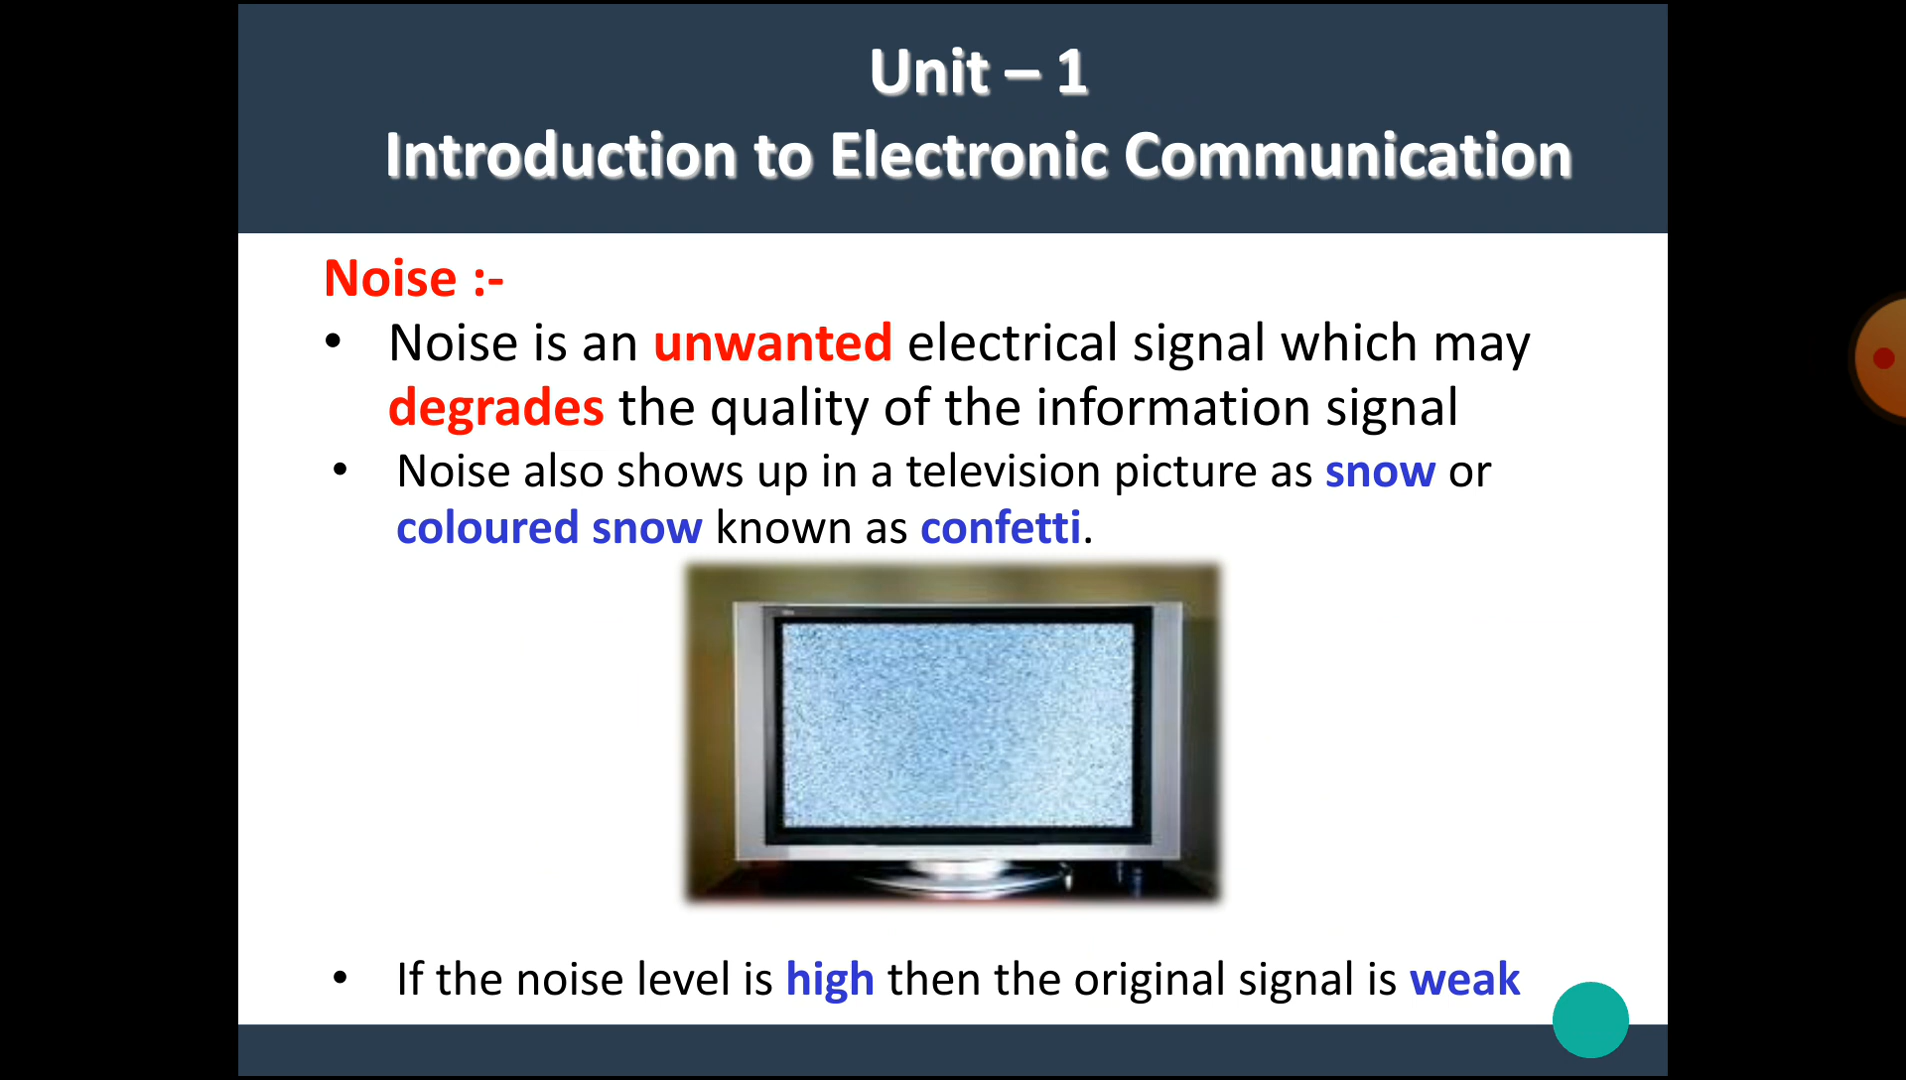 Unit – 1
Introduction to Electronic Communication
Noise :-
• Noise is an unwanted electrical signal which may
degrades the quality of the information signal
• Noise also shows up in a television picture as snow or
coloured snow known as confetti.
• If the noise level is high then the original signal is weak